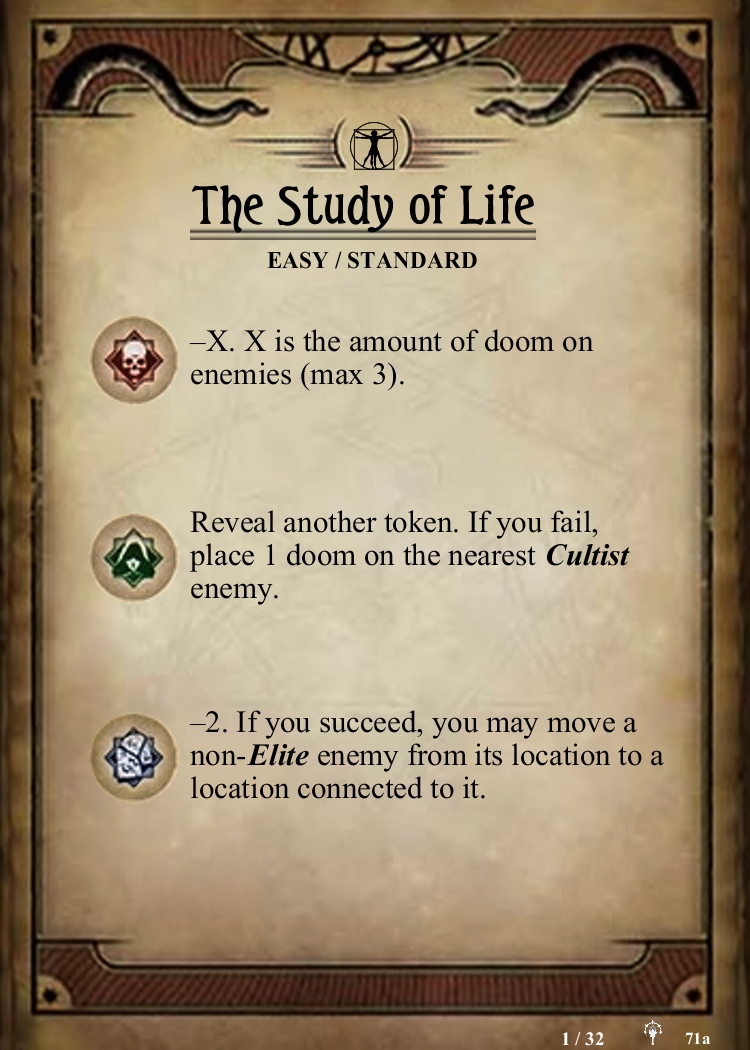 The Study of Life
EASY / STANDARD
–X. X is the amount of doom on
enemies (max 3).
Reveal another token. If you fail,
place 1 doom on the nearest Cultist
enemy.
–2. If you succeed, you may move a
non-Elite enemy from its location to a
location connected to it.
1 / 32 71a